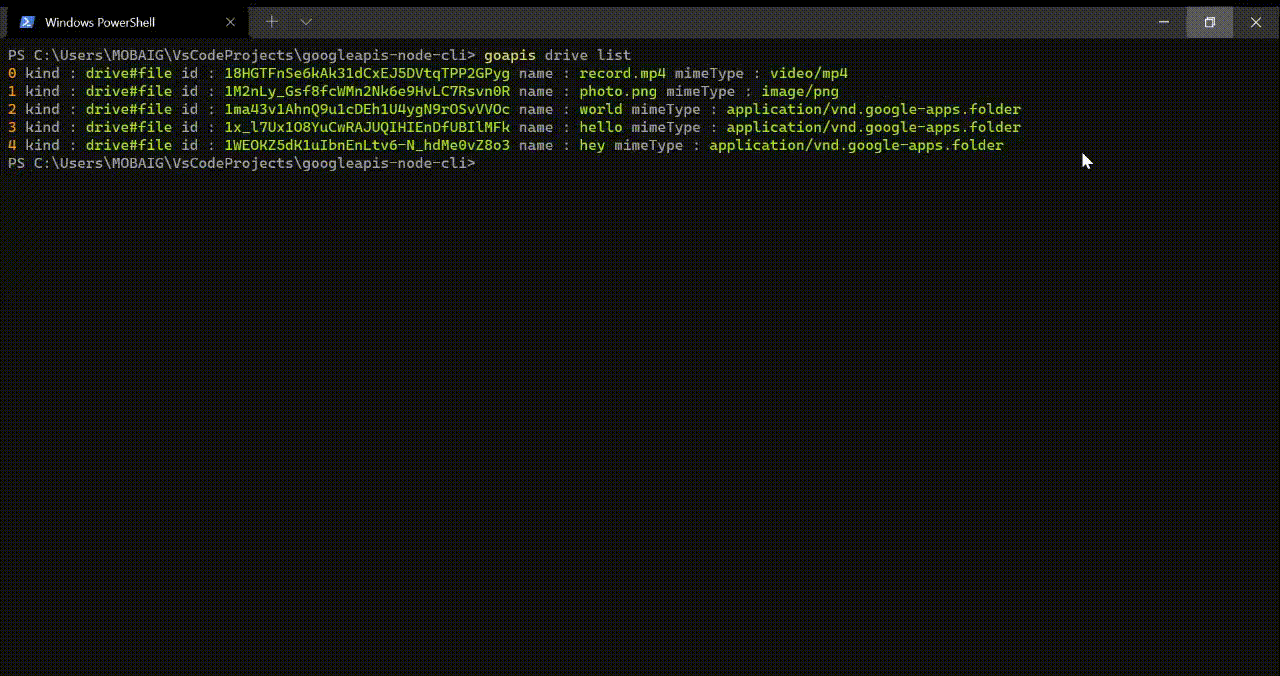 Windows PowerShell
PS C:\Users\MOBAIG\VsCodeProjects\googleapis-node-cli> goapis drive list
0 kind : drive#file id : 18HGTFnSe6kAk31dCxEJ5DVtqTPP2GPyg name : record.mp4 mimeType : video/mp4
1 kind : drive#file id : 1M2nLy_Gsf8fcWMn2Nk6e9HvLC7Rsvn0R name : photo.png mimeType : image/png
2 kind : drive#file id : 1ma43v1AhnQ9u1cDEh1U4ygN9rOSvVVOc name : world mimeType : application/vnd.google-apps.folder
3 kind : drive#file id : 1x_l7Ux1O8YuCwRAJUQIHIEnDfUBIlMFk name : hello mimeType : application/vnd.google-apps.folder
4 kind : drive#file id : 1WEOKZ5dK1uIbnEnLtv6-N_hdMe0vZ8o3 name : hey mimeType : application/vnd.google-apps.folder
PS C:\Users\MOBAIG\VsCodeProjects\googleapis-node-cli>